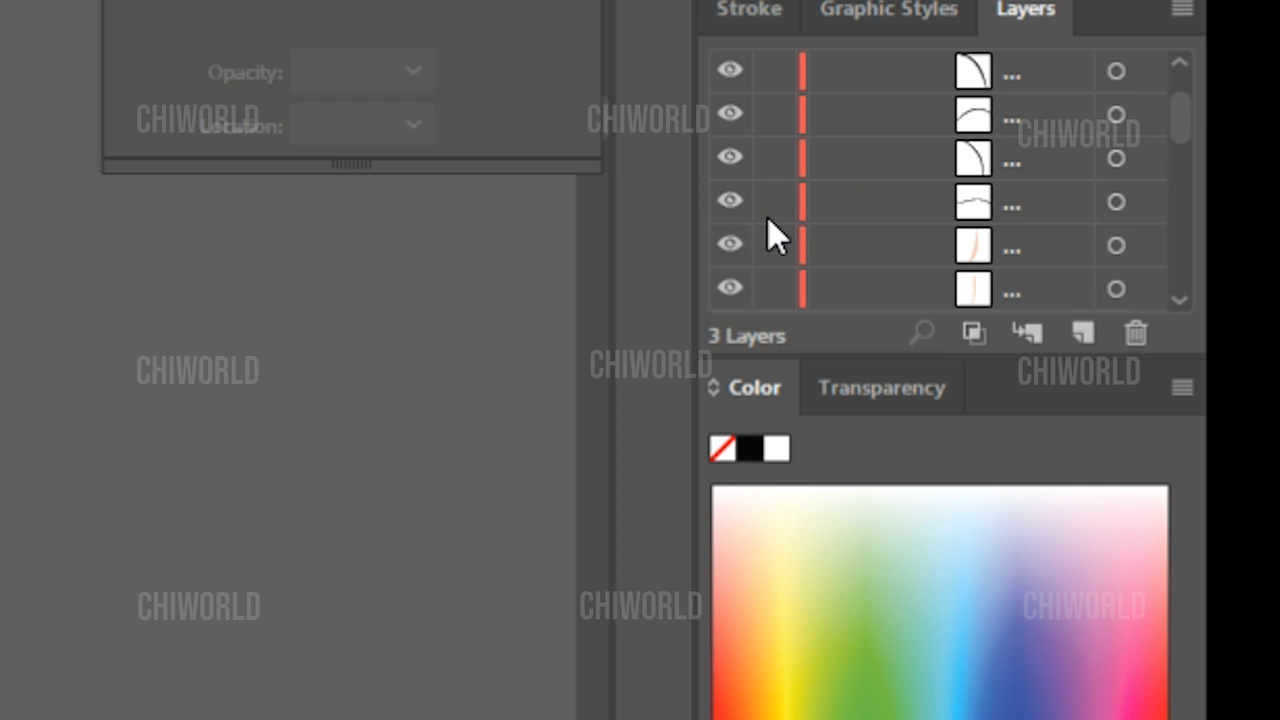 Stroke Graphic Styles Layers
Opacity:
...
CHIWORLD CHIWORLD CHIWORLD
Location:
...
...
...
...
...
3 Layers
CHIWORLD CHIWORLD CHIWORLD
Color Transparency
CHIWORLD CHIWORLD CHIWORLD